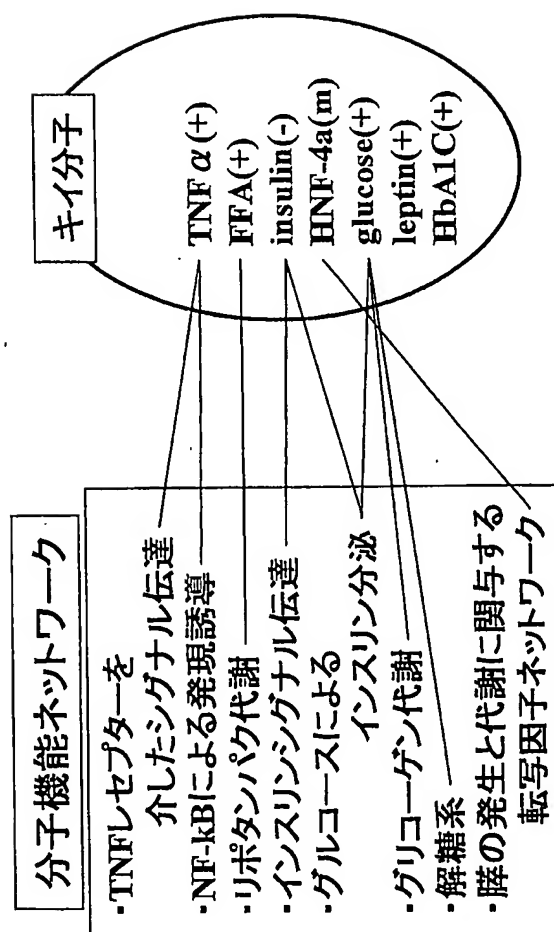 分子機能ネットワーク
・TNFレセプターを
介したシグナル伝達
・NF-kBによる発現誘導
・リポタンパク代謝
・インスリンシグナル伝達
・グルコースによる
インスリン分泌
・グリコーゲン代謝
・解糖系
・膵の発生と代謝に関与する
転写因子ネットワーク
キイ分子
TNFα(+)
FFA(+)
insulin(-)
HNF-4a(m)
glucose(+)
leptin(+)
HbA1C(+)